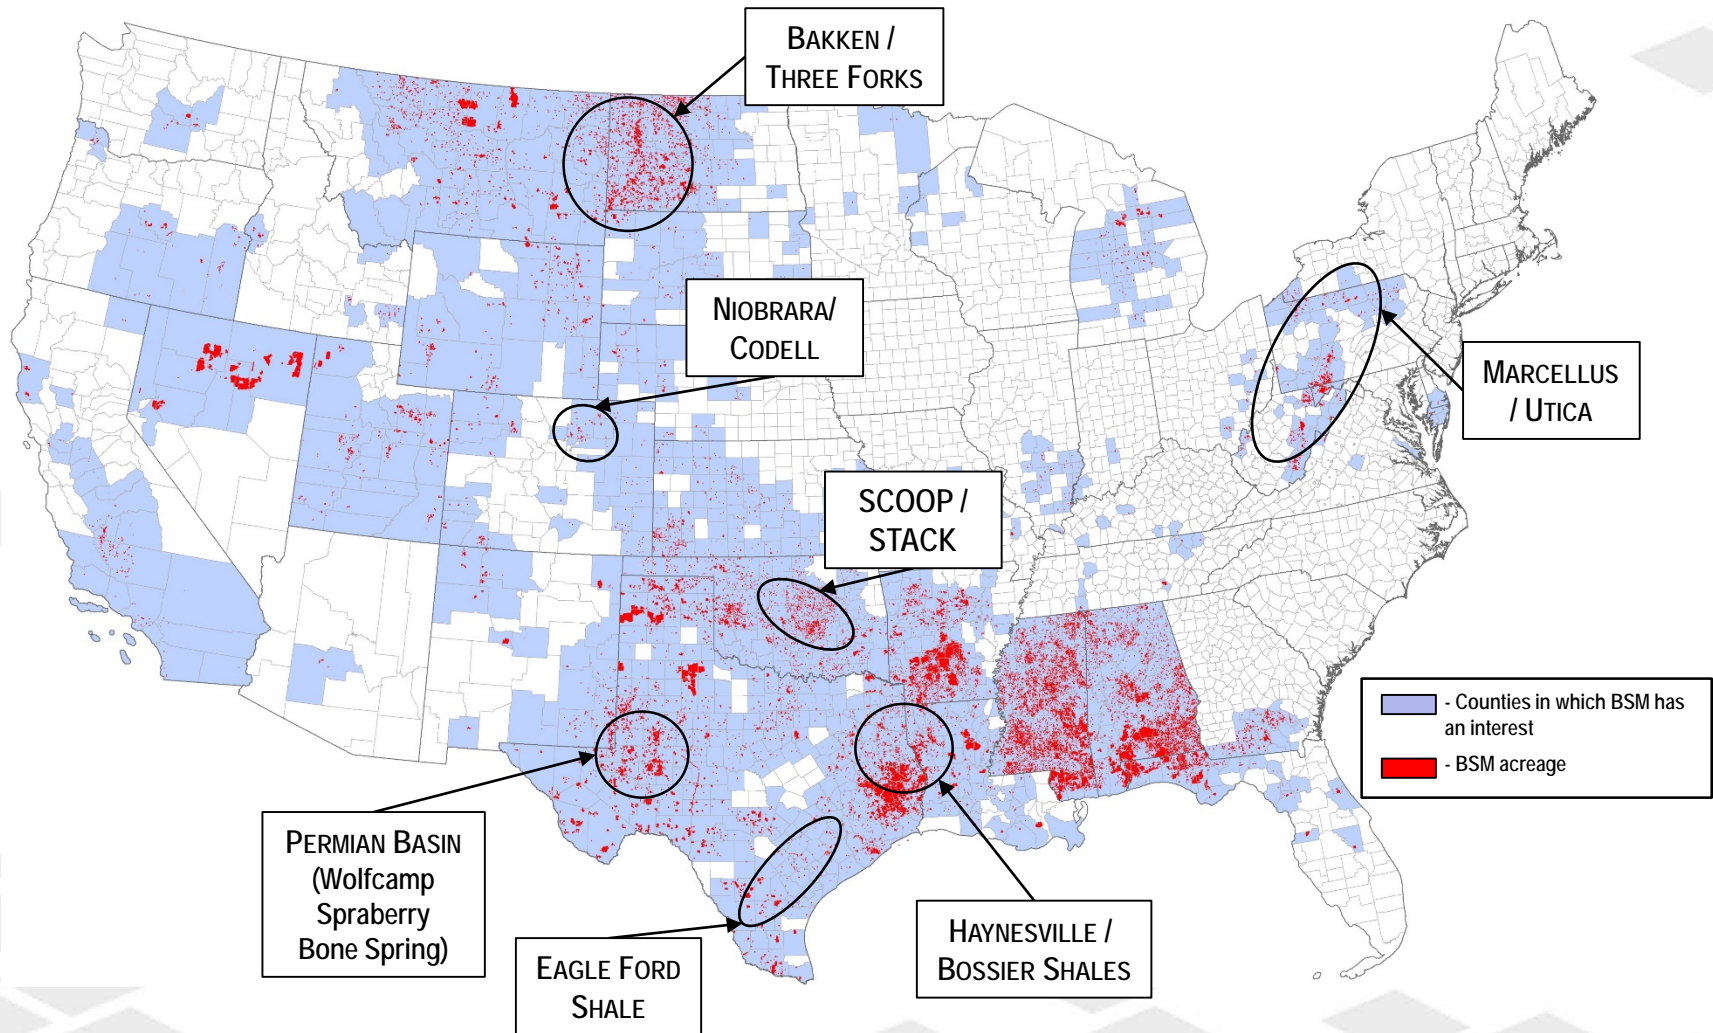 BAKKEN /
THREE FORKS
NIOBRARA/
CODELL
MARCELLUS
/ UTICA
SCOOP /
STACK
- Counties in which BSM has
an interest
- BSM acreage
PERMIAN BASIN
(Wolfcamp
Spraberry
Bone Spring)
EAGLE FORD
SHALE
HAYNESVILLE /
BOSSIER SHALES